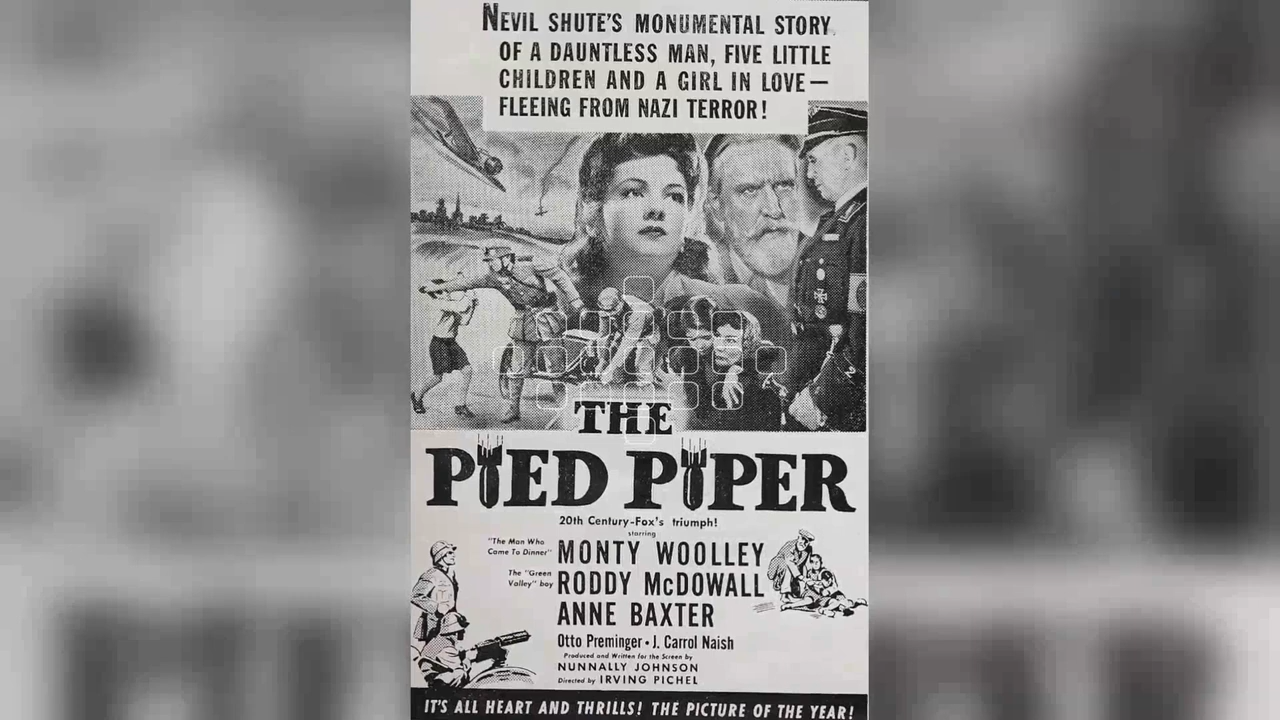 NEVIL SHUTE'S MONUMENTAL STORY
OF A DAUNTLESS MAN, FIVE LITTLE
CHILDREN AND A GIRL IN LOVE—
FLEEING FROM NAZI TERROR!
THE
PIED PIPER
20th Century-Fox's triumph!
starring
"The Man Who
Came To Dinner"
MONTY WOOLLEY
The "Green
Valley" boy
RODDY McDOWALL
ANNE BAXTER
Otto Preminger • J. Carrol Naish
Produced and Written for the Screen by
NUNNALLY JOHNSON
Directed by IRVING PICHEL
IT'S ALL HEART AND THRILLS! THE PICTURE OF THE YEAR!